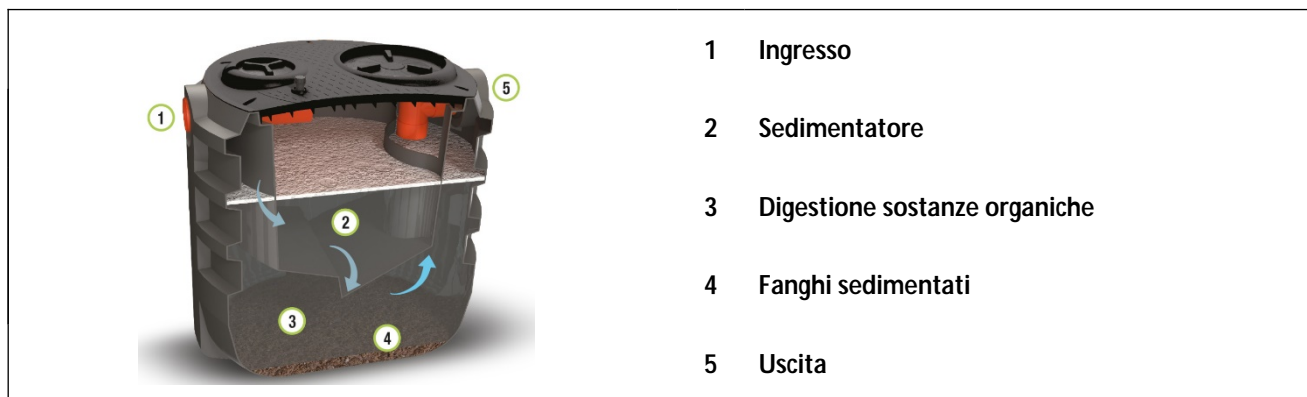 1
5
2
3
4
1 Ingresso
2 Sedimentatore
3 Digestione sostanze organiche
4 Fanghi sedimentati
5 Uscita